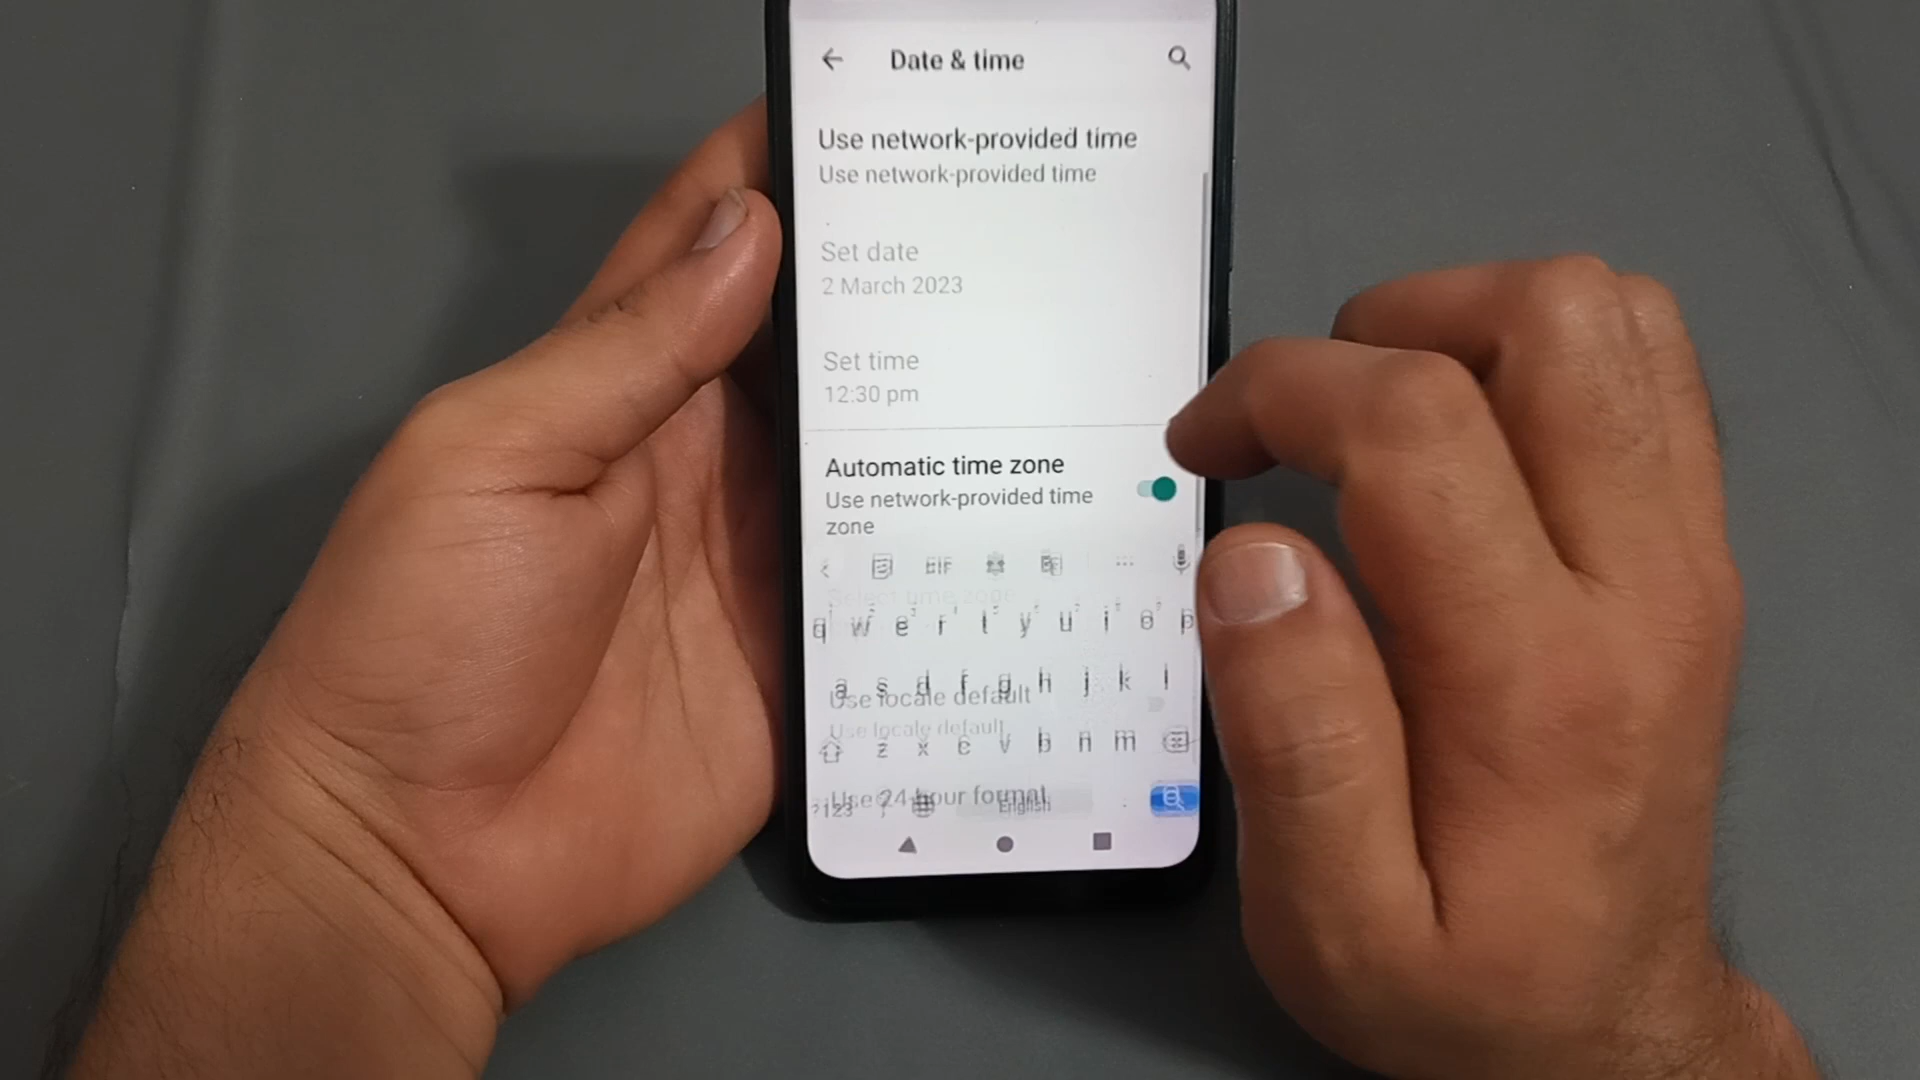 Date & time
Use network-provided time
Use network-provided time
Set date
2 March 2023
Set time
12:30 pm
Automatic time zone
Use network-provided time
zone
GIF
Select time zone
q w e r t y u i o p
a s d f g h j k l
Use locale default
Use locale default
z x c v b n m
Use 24-hour format
?123 , English .